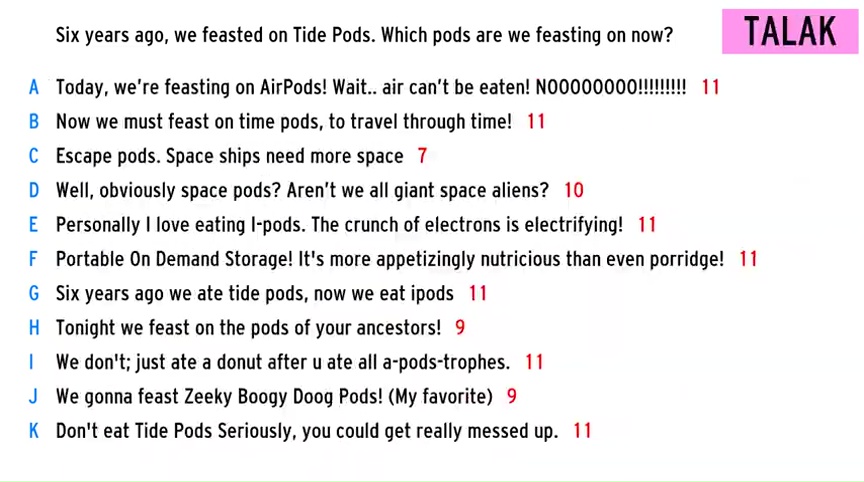 Six years ago, we feasted on Tide Pods. Which pods are we feasting on now?
TALAK
A Today, we're feasting on AirPods! Wait.. air can't be eaten! NOOOOOOOO!!!!!!!!! 11
B Now we must feast on time pods, to travel through time! 11
C Escape pods. Space ships need more space 7
D Well, obviously space pods? Aren't we all giant space aliens? 10
E Personally I love eating I-pods. The crunch of electrons is electrifying! 11
F Portable On Demand Storage! It's more appetizingly nutricious than even porridge! 11
G Six years ago we ate tide pods, now we eat ipods 11
H Tonight we feast on the pods of your ancestors! 9
I We don't; just ate a donut after u ate all a-pods-trophes. 11
J We gonna feast Zeeky Boogy Doog Pods! (My favorite) 9
K Don't eat Tide Pods Seriously, you could get really messed up. 11